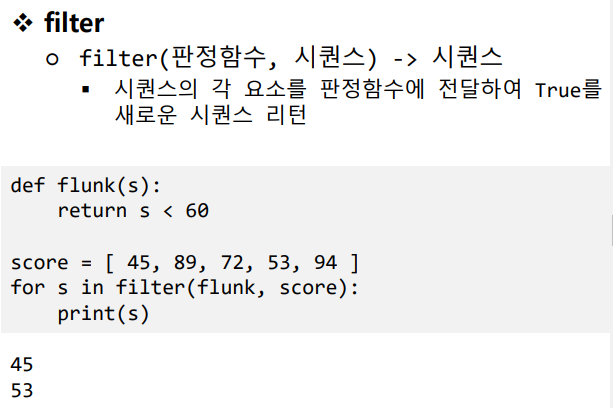 ❖ filter
o filter(판정함수, 시퀀스) -> 시퀀스
▪ 시퀀스의 각 요소를 판정함수에 전달하여 True를
새로운 시퀀스 리턴
def flunk(s):
    return s < 60
score = [ 45, 89, 72, 53, 94 ]
for s in filter(flunk, score):
    print(s)
45
53